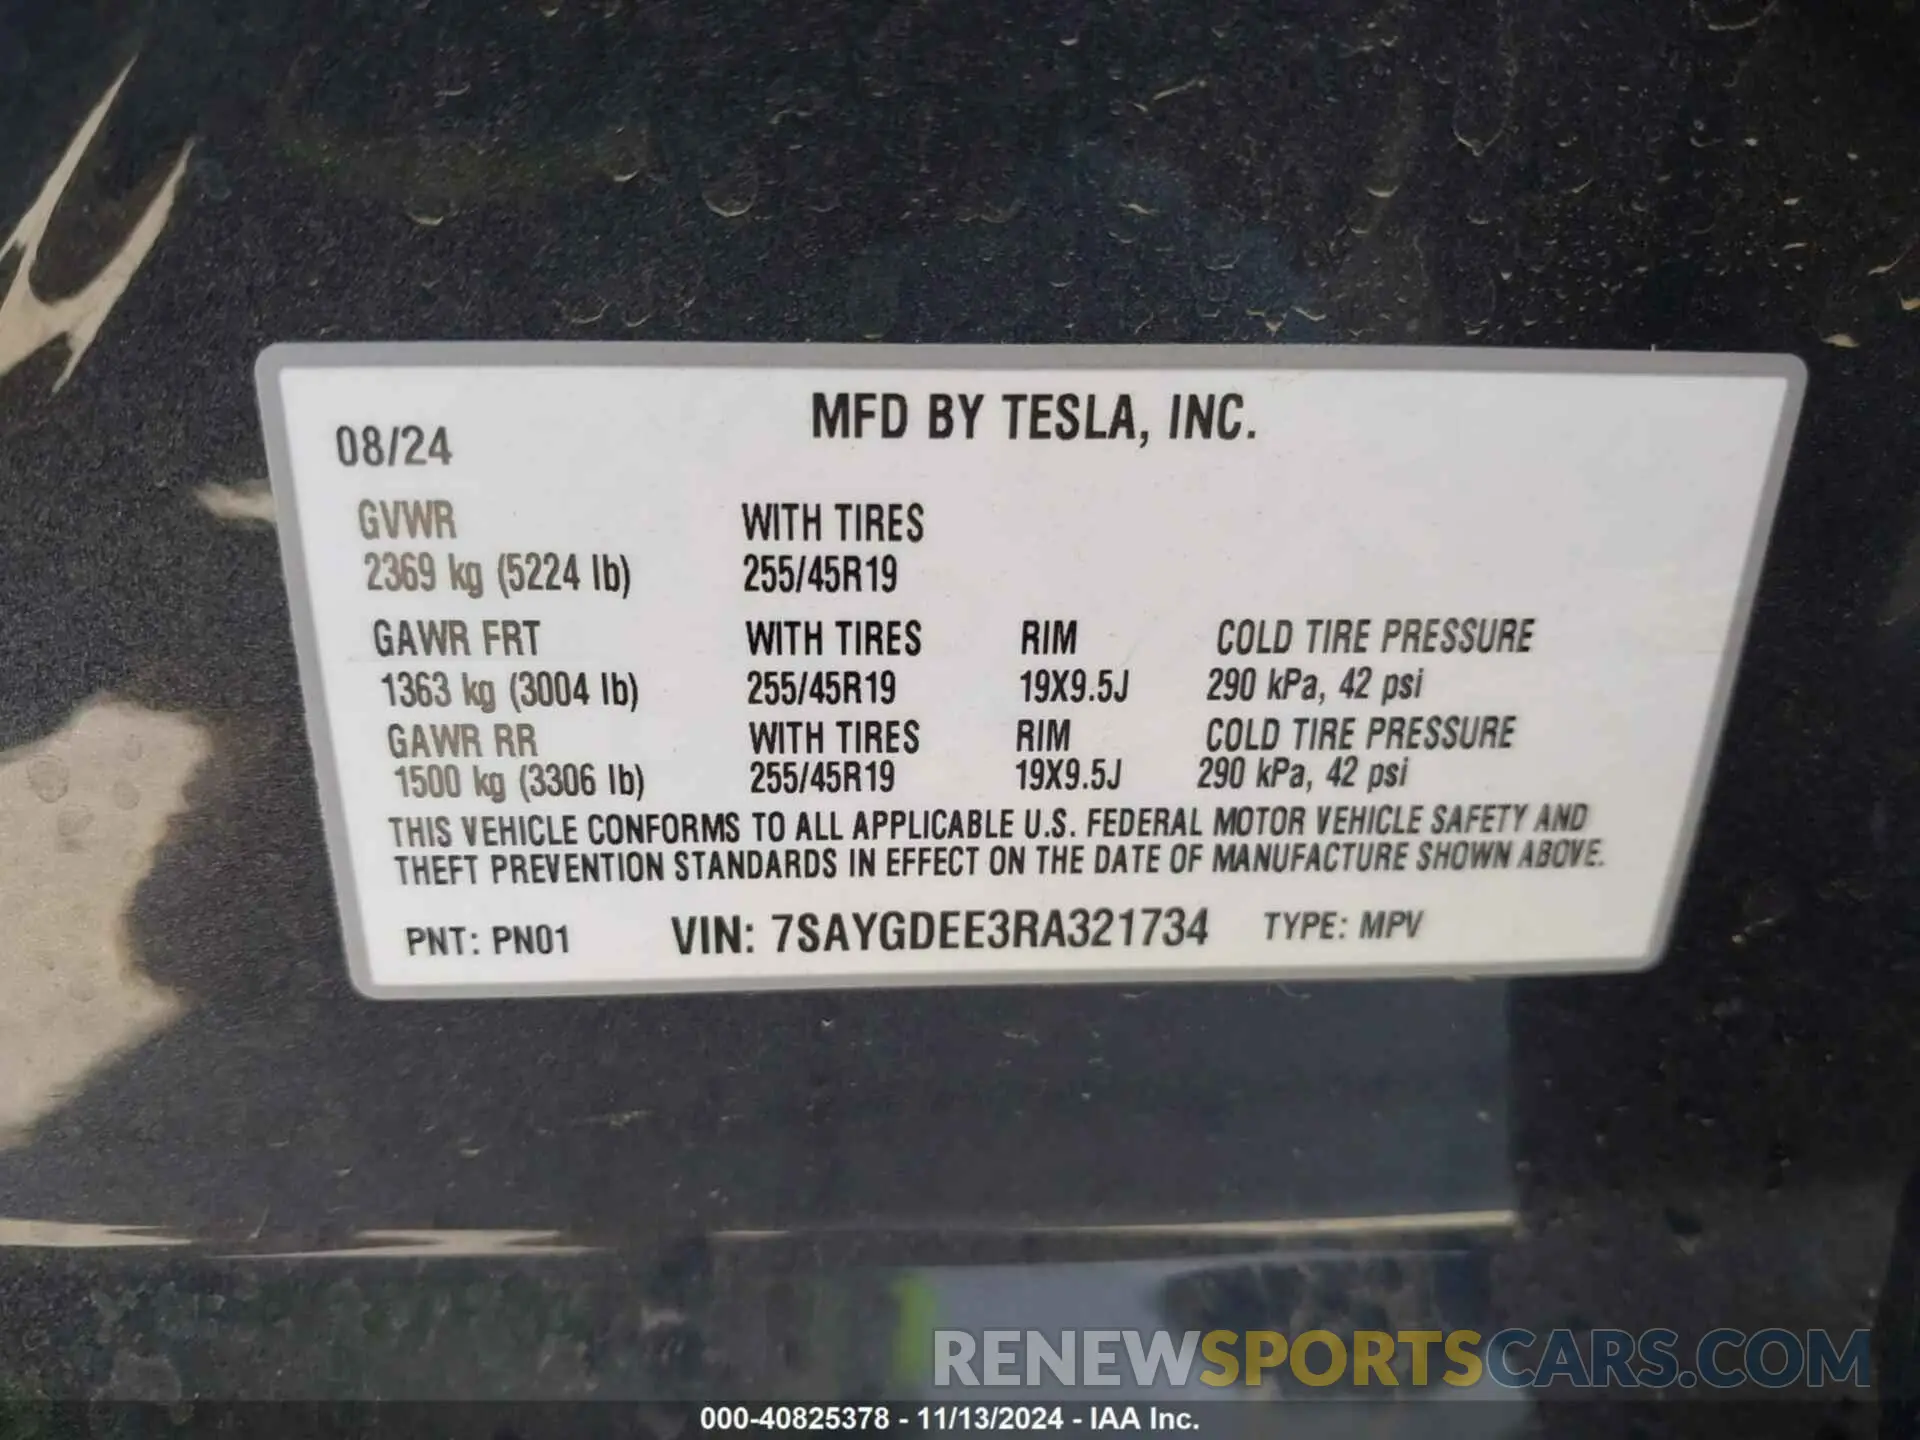 MFD BY TESLA, INC.
08/24
GVWR WITH TIRES
2369 kg (5224 lb) 255/45R19
GAWR FRT WITH TIRES RIM COLD TIRE PRESSURE
1363 kg (3004 lb) 255/45R19 19X9.5J 290 kPa, 42 psi
GAWR RR WITH TIRES RIM COLD TIRE PRESSURE
1500 kg (3306 lb) 255/45R19 19X9.5J 290 kPa, 42 psi
THIS VEHICLE CONFORMS TO ALL APPLICABLE U.S. FEDERAL MOTOR VEHICLE SAFETY AND
THEFT PREVENTION STANDARDS IN EFFECT ON THE DATE OF MANUFACTURE SHOWN ABOVE.
PNT: PN01 VIN: 7SAYGDEE3RA321734 TYPE: MPV
RENEWSPORTSCARS.COM
000-40825378 - 11/13/2024 - IAA Inc.